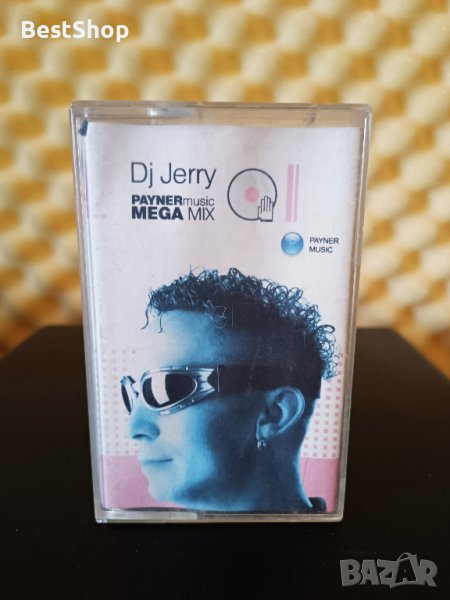 BestShop
Dj Jerry
PAYNERmusic
MEGA MIX
P
PAYNER
MUSIC
BAZAR